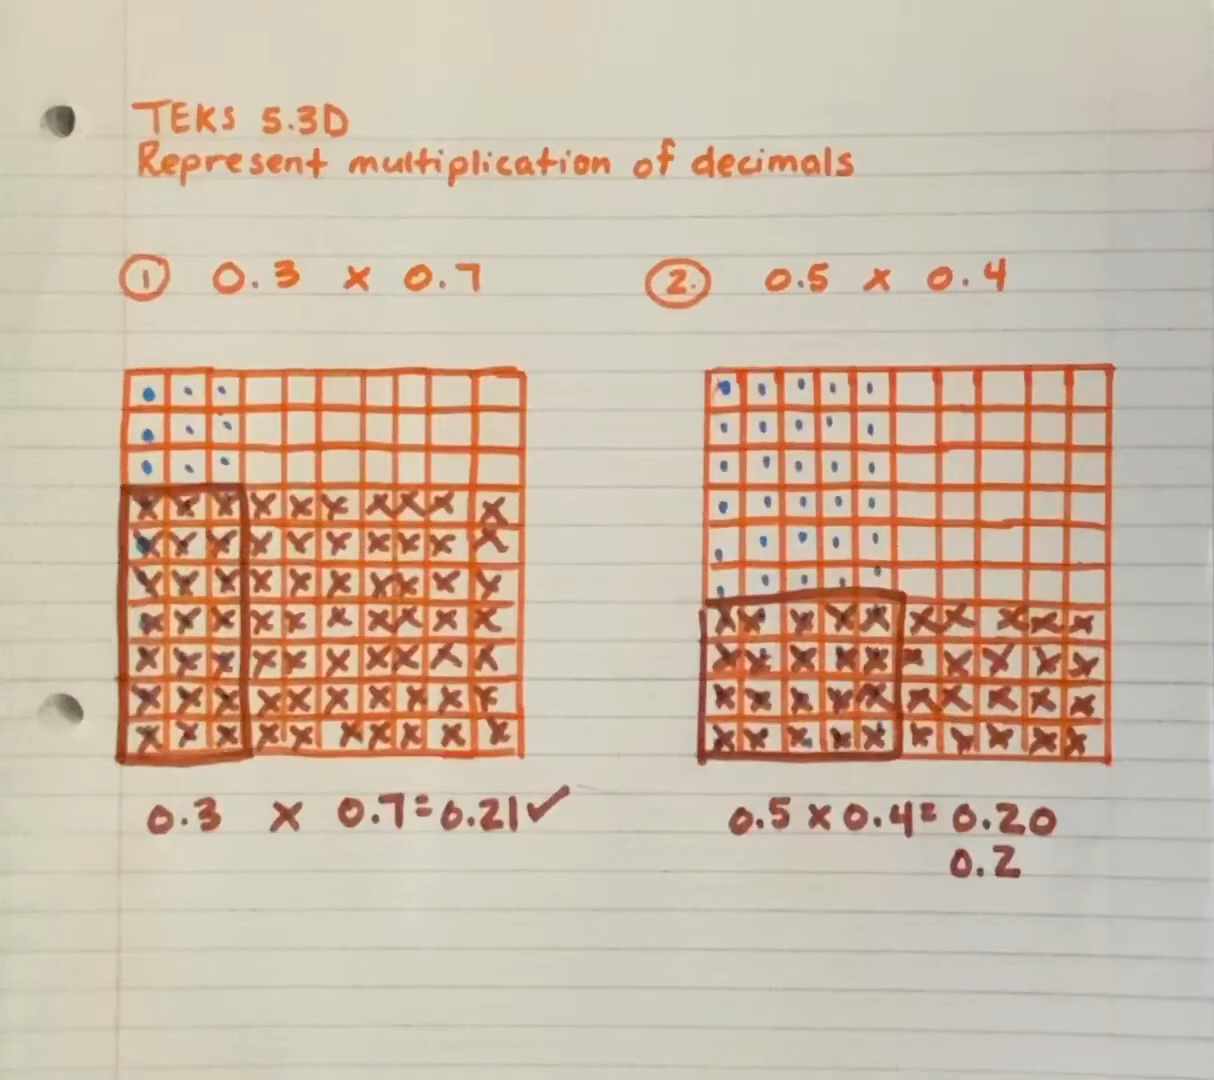 TEKS 5.3D
Represent multiplication of decimals
① 0.3 x 0.7
②. 0.5 x 0.4
0.3 x 0.7=0.21✓
0.5 x 0.4= 0.20
0.2